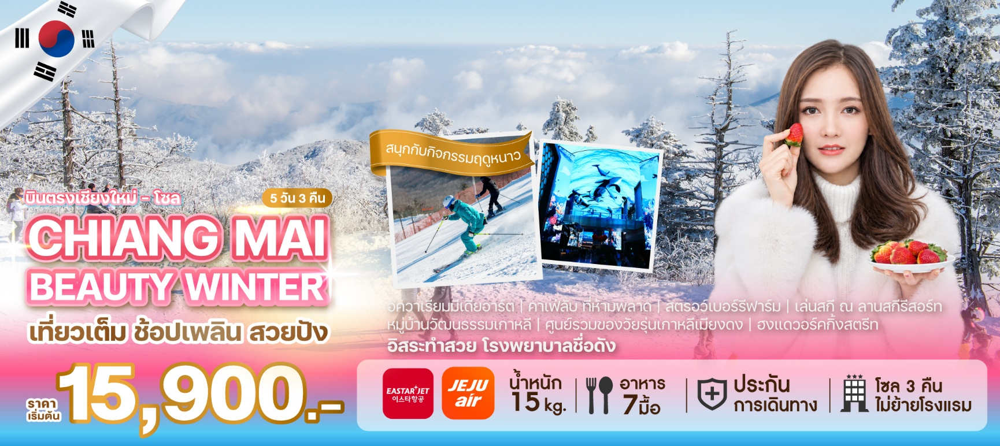 สนุกกับกิจกรรมฤดูหนาว
บินตรงเชียงใหม่ - โซล
5 วัน 3 คืน
CHIANG MAI
BEAUTY WINTER
เที่ยวเต็ม ช้อปเพลิน สวยปัง
ราคา
เริ่มต้น
15,900.-
อควาเรียมมีเดียอาร์ต | คาเฟ่ลับ ที่ห้ามพลาด | สตรอว์เบอร์รีฟาร์ม | เล่นสกี ณ ลานสกีรีสอร์ท
หมู่บ้านวัฒนธรรมเกาหลี | ศูนย์รวมของวัยรุ่นเกาหลีเมียงดง | ฮงแดวอร์คกิ้งสตรีท
อิสระทำสวย โรงพยาบาลชื่อดัง
EASTAR JET
이스타항공
JEJU
air
น้ำหนัก
15 kg.
อาหาร
7มื้อ
ประกัน
การเดินทาง
โซล 3 คืน
ไม่ย้ายโรงแรม